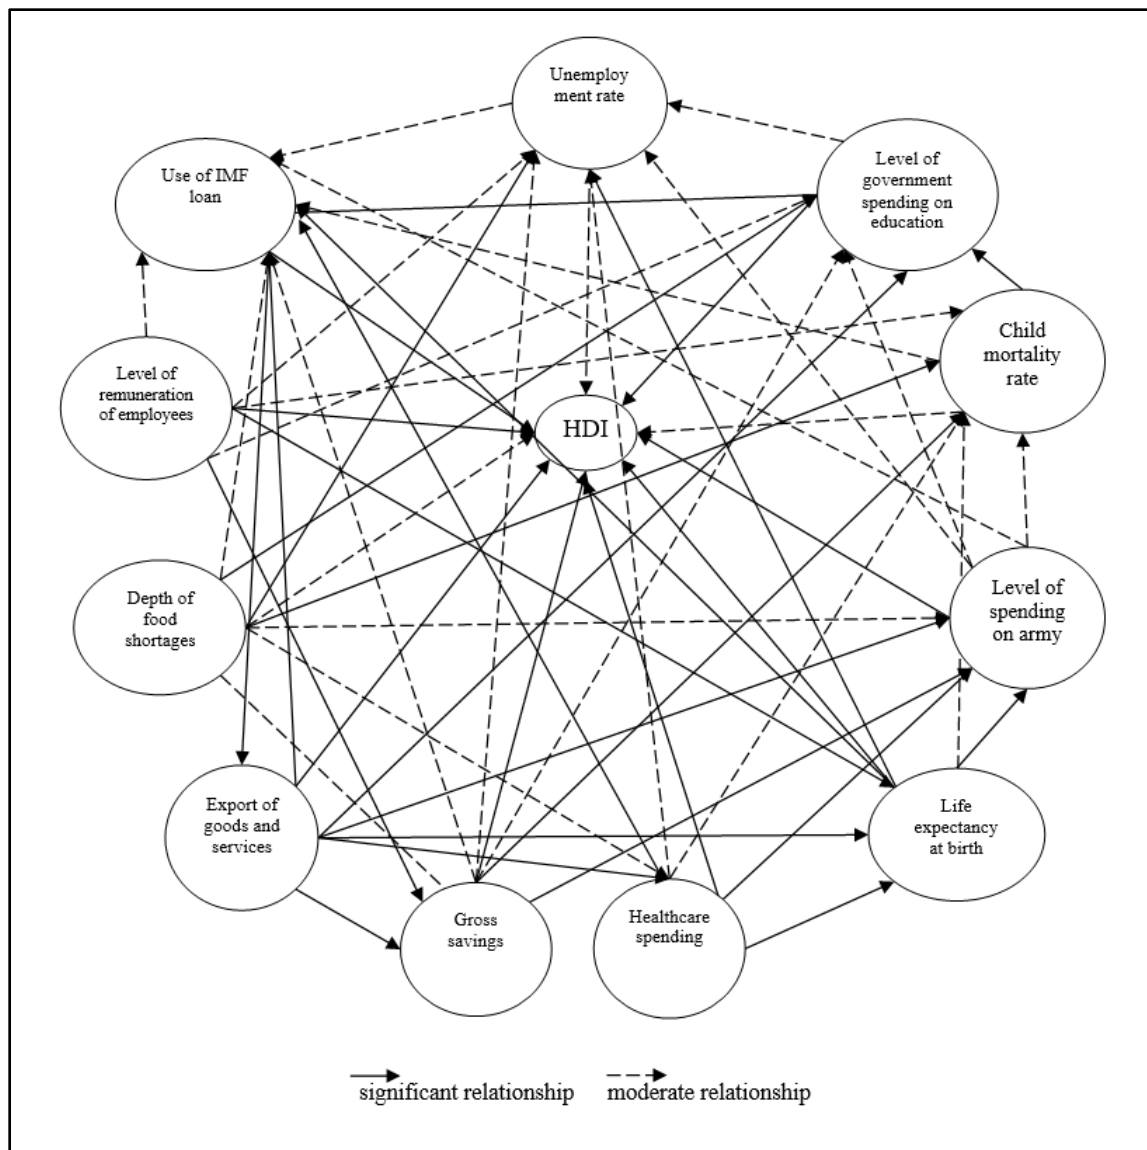 Unemploy
ment rate
Use of IMF
loan
Level of
government
spending on
education
Child
mortality
rate
Level of
remuneration
of employees
HDI
Depth of
food
shortages
Level of
spending
on army
Export of
goods and
services
Life
expectancy
at birth
Gross
savings
Healthcare
spending
significant relationship
moderate relationship